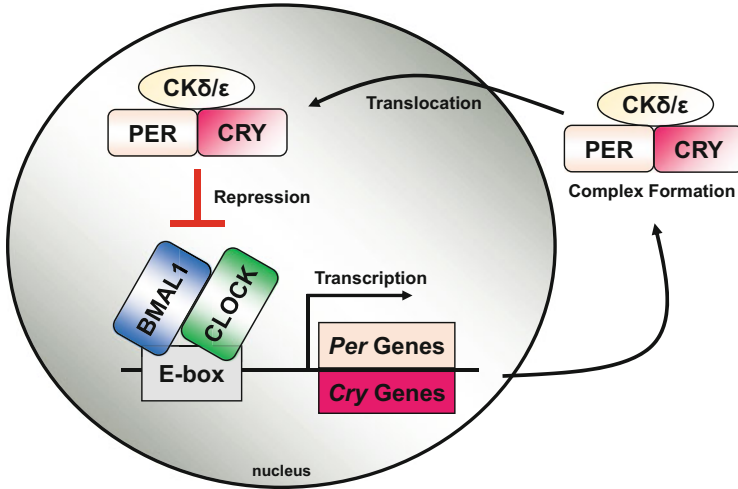 CKδ/ε
PER CRY
Translocation
CKδ/ε
PER CRY
Complex Formation
Repression
BMAL1
CLOCK
Transcription
E-box
Per Genes
Cry Genes
nucleus